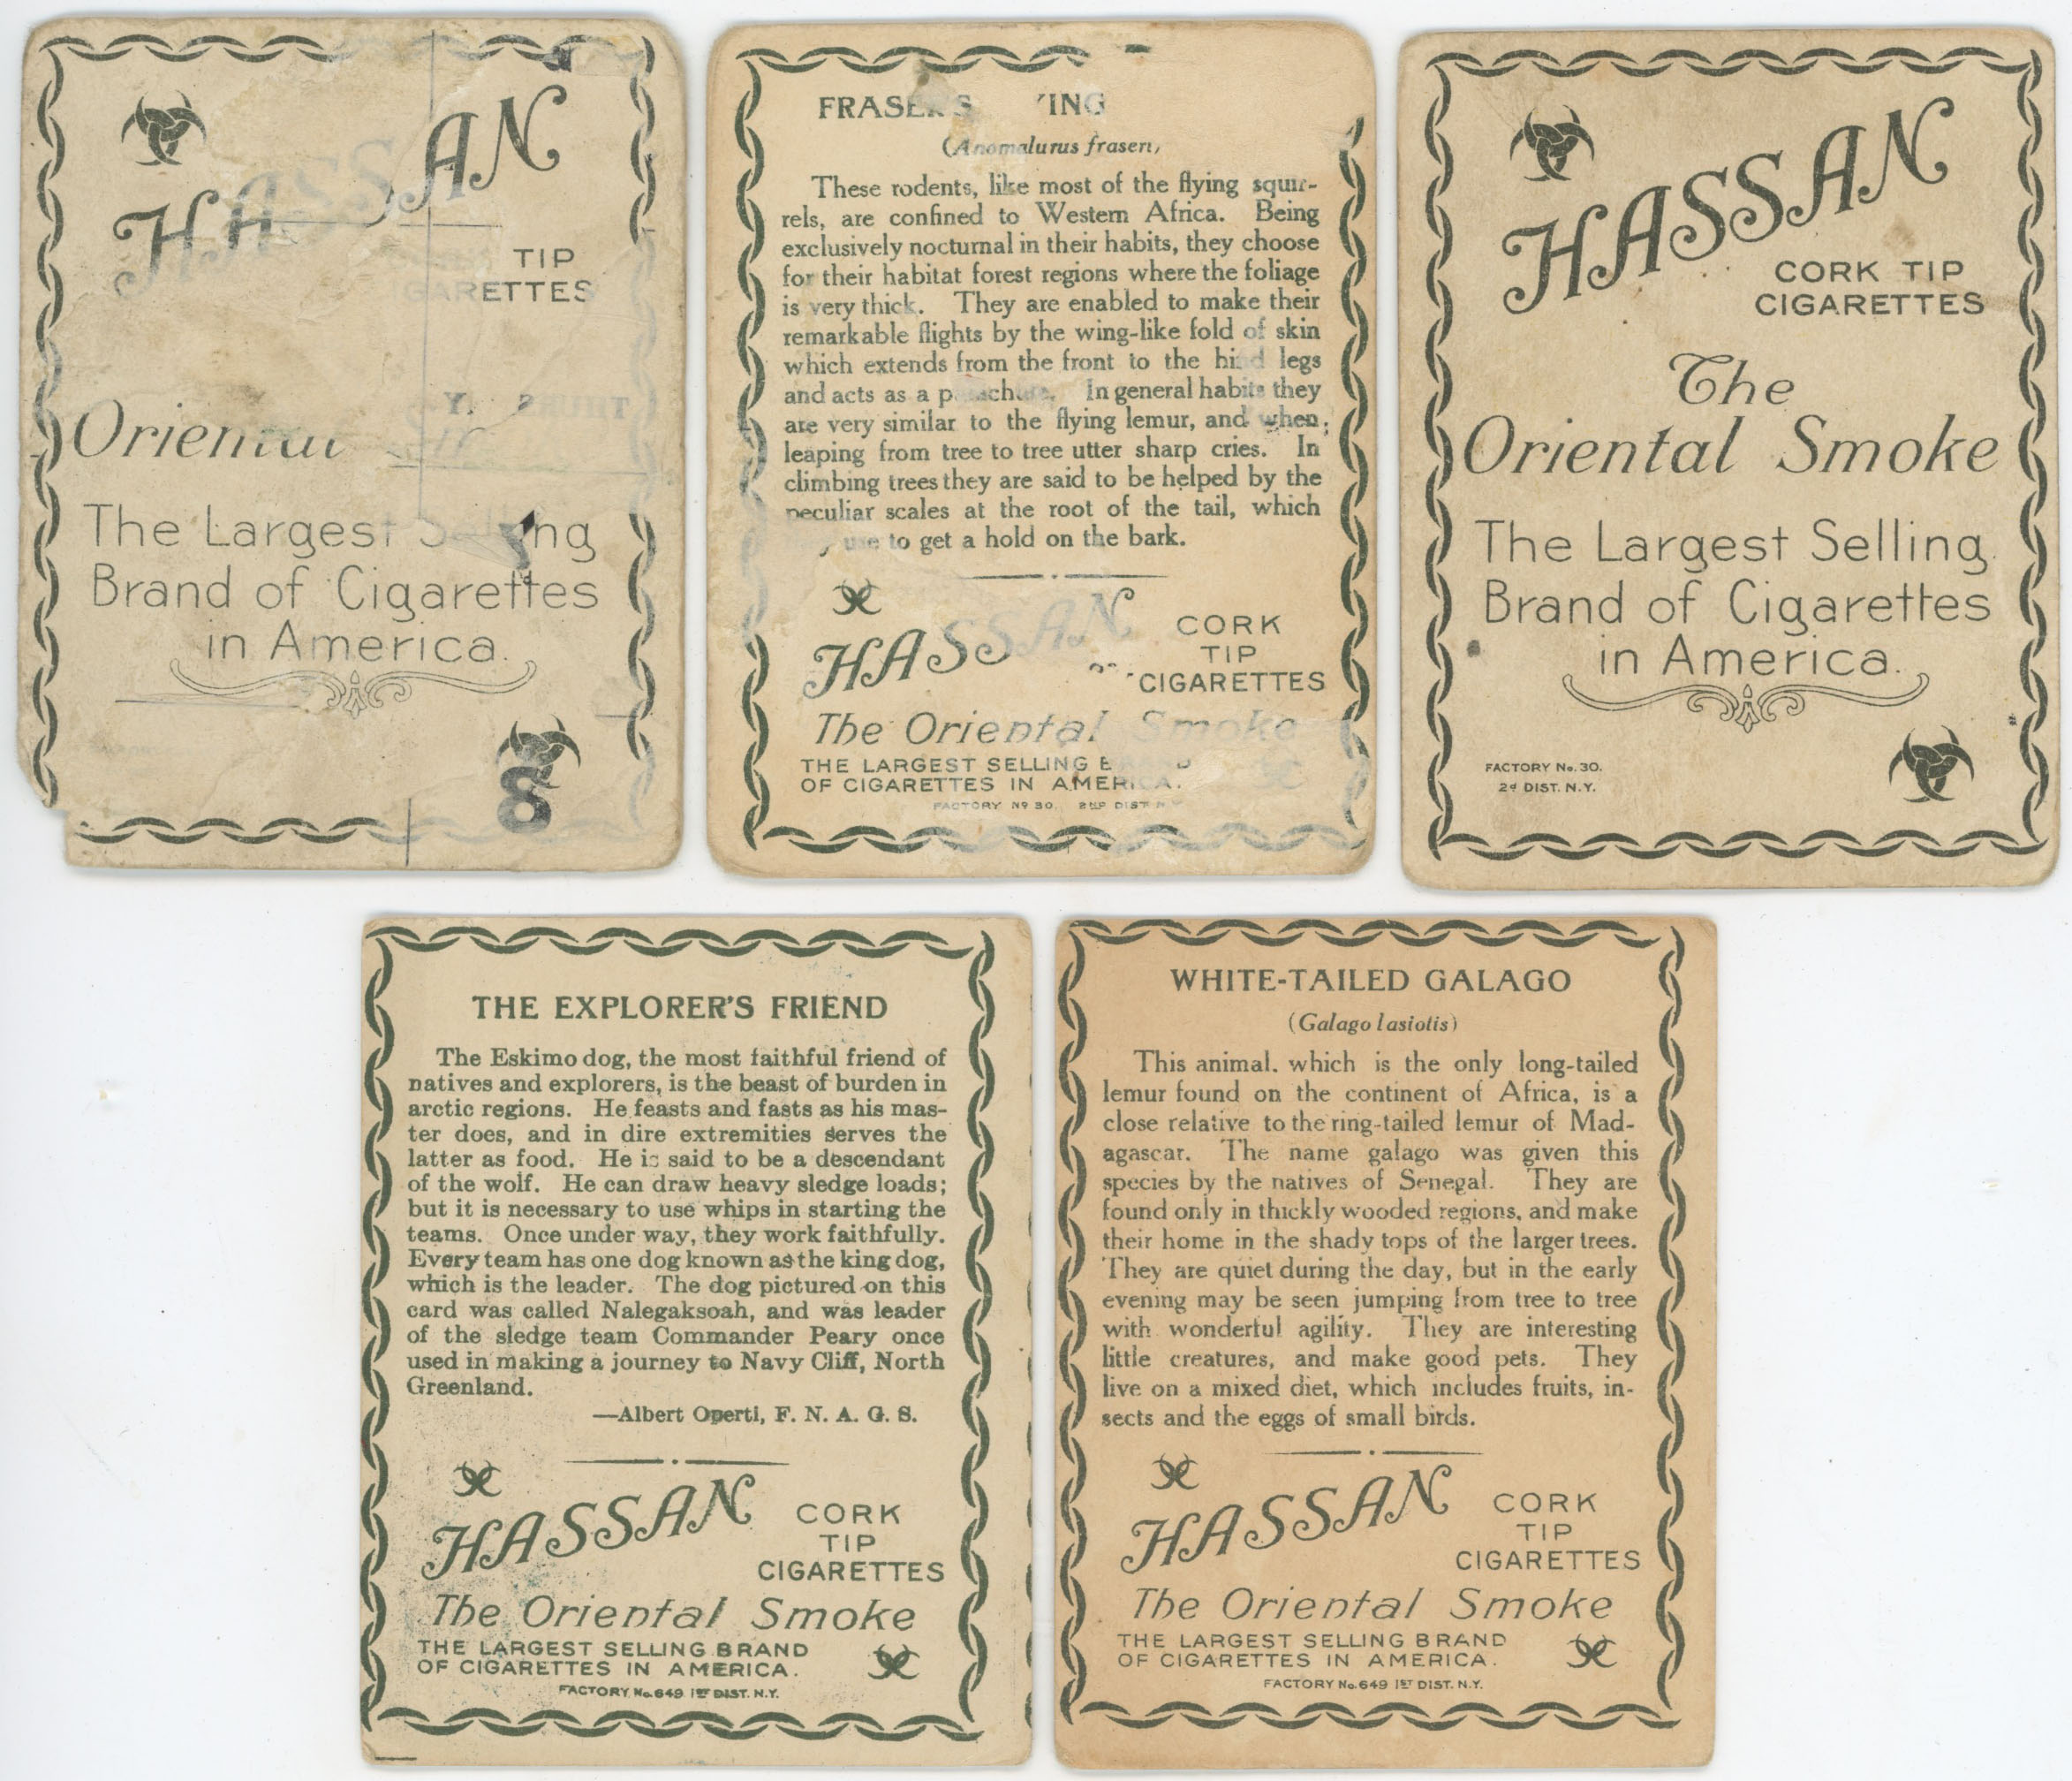 HASSAN
TIP
GARETTES
THURS Y.
Oriental
The Largest Selling
Brand of Cigarettes
in America.
8
FRASER'S YING
(Anomalurus fraseri)
These rodents, like most of the flying squir-
rels, are confined to Western Africa. Being
exclusively nocturnal in their habits, they choose
for their habitat forest regions where the foliage
is very thick. They are enabled to make their
remarkable flights by the wing-like fold of skin
which extends from the front to the hind legs
and acts as a parachute. In general habits they
are very similar to the flying lemur, and when
leaping from tree to tree utter sharp cries. In
climbing trees they are said to be helped by the
peculiar scales at the root of the tail, which
they use to get a hold on the bark.
HASSAN
CORK
TIP
CIGARETTES
The Oriental Smoke
THE LARGEST SELLING BRAND
OF CIGARETTES IN AMERICA.
FACTORY Nº 30. 2ND DIST. N.Y.
HASSAN
CORK TIP
CIGARETTES
The
Oriental Smoke
The Largest Selling
Brand of Cigarettes
in America.
FACTORY No. 30.
2d DIST. N.Y.
THE EXPLORER'S FRIEND
The Eskimo dog, the most faithful friend of
natives and explorers, is the beast of burden in
arctic regions. He feasts and fasts as his mas-
ter does, and in dire extremities serves the
latter as food. He is said to be a descendant
of the wolf. He can draw heavy sledge loads;
but it is necessary to use whips in starting the
teams. Once under way, they work faithfully.
Every team has one dog known as the king dog,
which is the leader. The dog pictured on this
card was called Nalegaksoah, and was leader
of the sledge team Commander Peary once
used in making a journey to Navy Cliff, North
Greenland.
—Albert Operti, F. N. A. G. S.
HASSAN
CORK
TIP
CIGARETTES
The Oriental Smoke
THE LARGEST SELLING BRAND
OF CIGARETTES IN AMERICA.
FACTORY No. 649 1ST DIST. N.Y.
WHITE-TAILED GALAGO
(Galago lasiotis)
This animal. which is the only long-tailed
lemur found on the continent of Africa, is a
close relative to the ring-tailed lemur of Mad-
agascar. The name galago was given this
species by the natives of Senegal. They are
found only in thickly wooded regions, and make
their home in the shady tops of the larger trees.
They are quiet during the day, but in the early
evening may be seen jumping from tree to tree
with wonderful agility. They are interesting
little creatures, and make good pets. They
live on a mixed diet, which includes fruits, in-
sects and the eggs of small birds.
HASSAN
CORK
TIP
CIGARETTES
The Oriental Smoke
THE LARGEST SELLING BRAND
OF CIGARETTES IN AMERICA.
FACTORY No. 649 1ST DIST. N.Y.